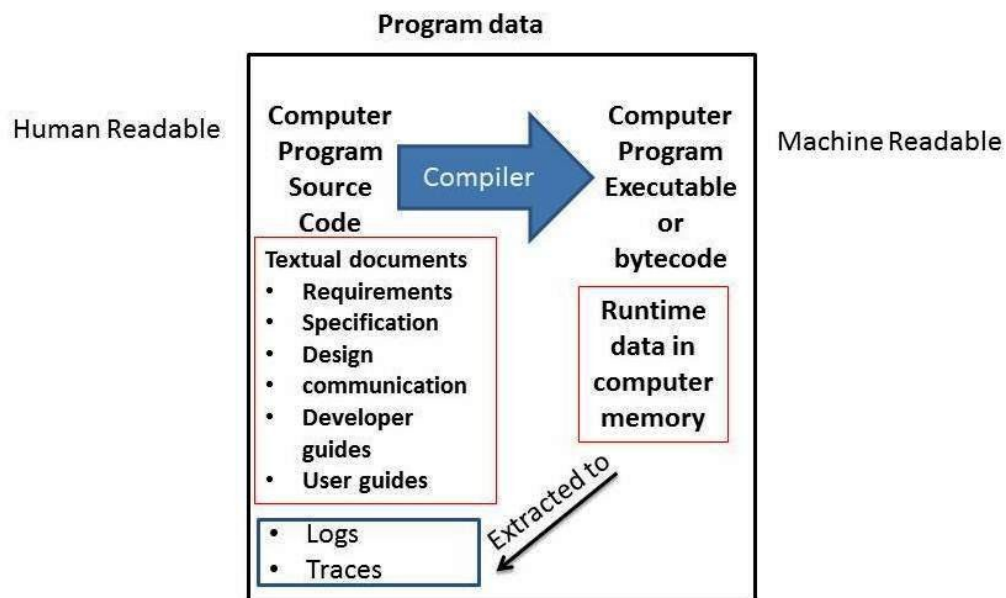 Program data
Human Readable
Computer
Program
Source
Code
Compiler
Computer
Program
Executable
or
bytecode
Machine Readable
Textual documents
• Requirements
• Specification
• Design
• communication
• Developer
guides
• User guides
Runtime
data in
computer
memory
Extracted to
• Logs
• Traces